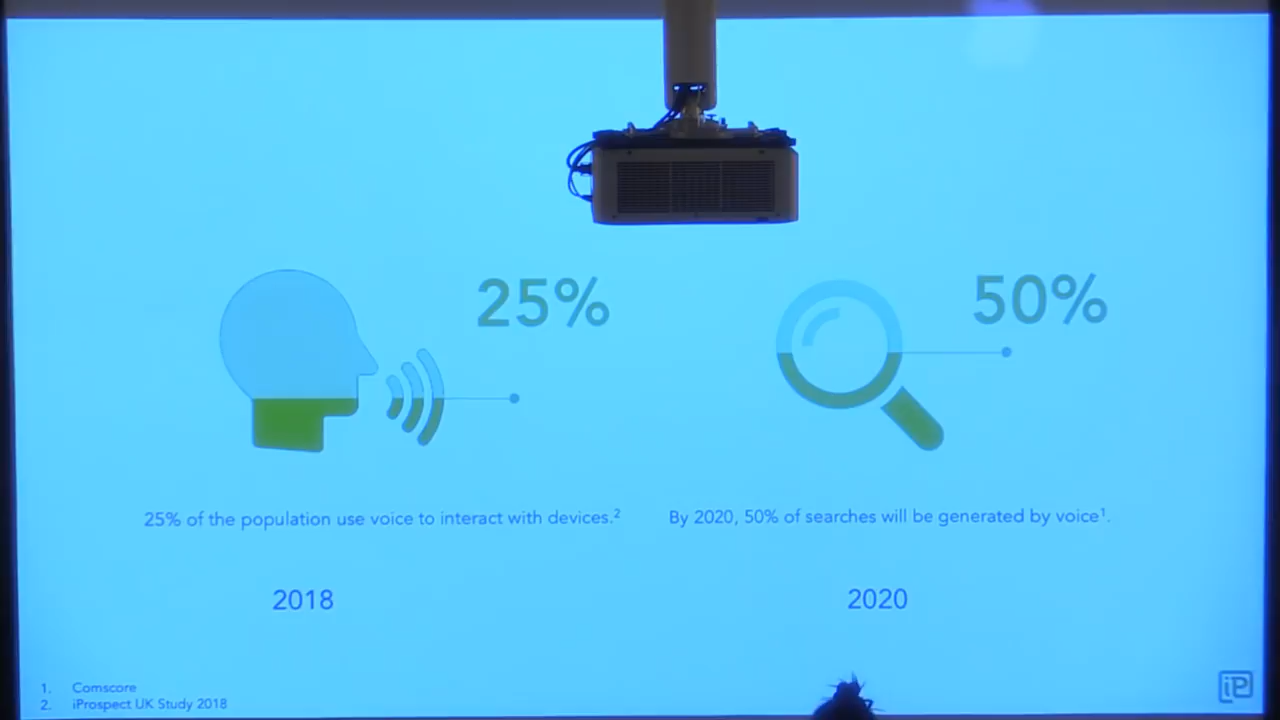 25%
50%
25% of the population use voice to interact with devices.²
By 2020, 50% of searches will be generated by voice¹.
2018
2020
1. Comscore
2. iProspect UK Study 2018
iP